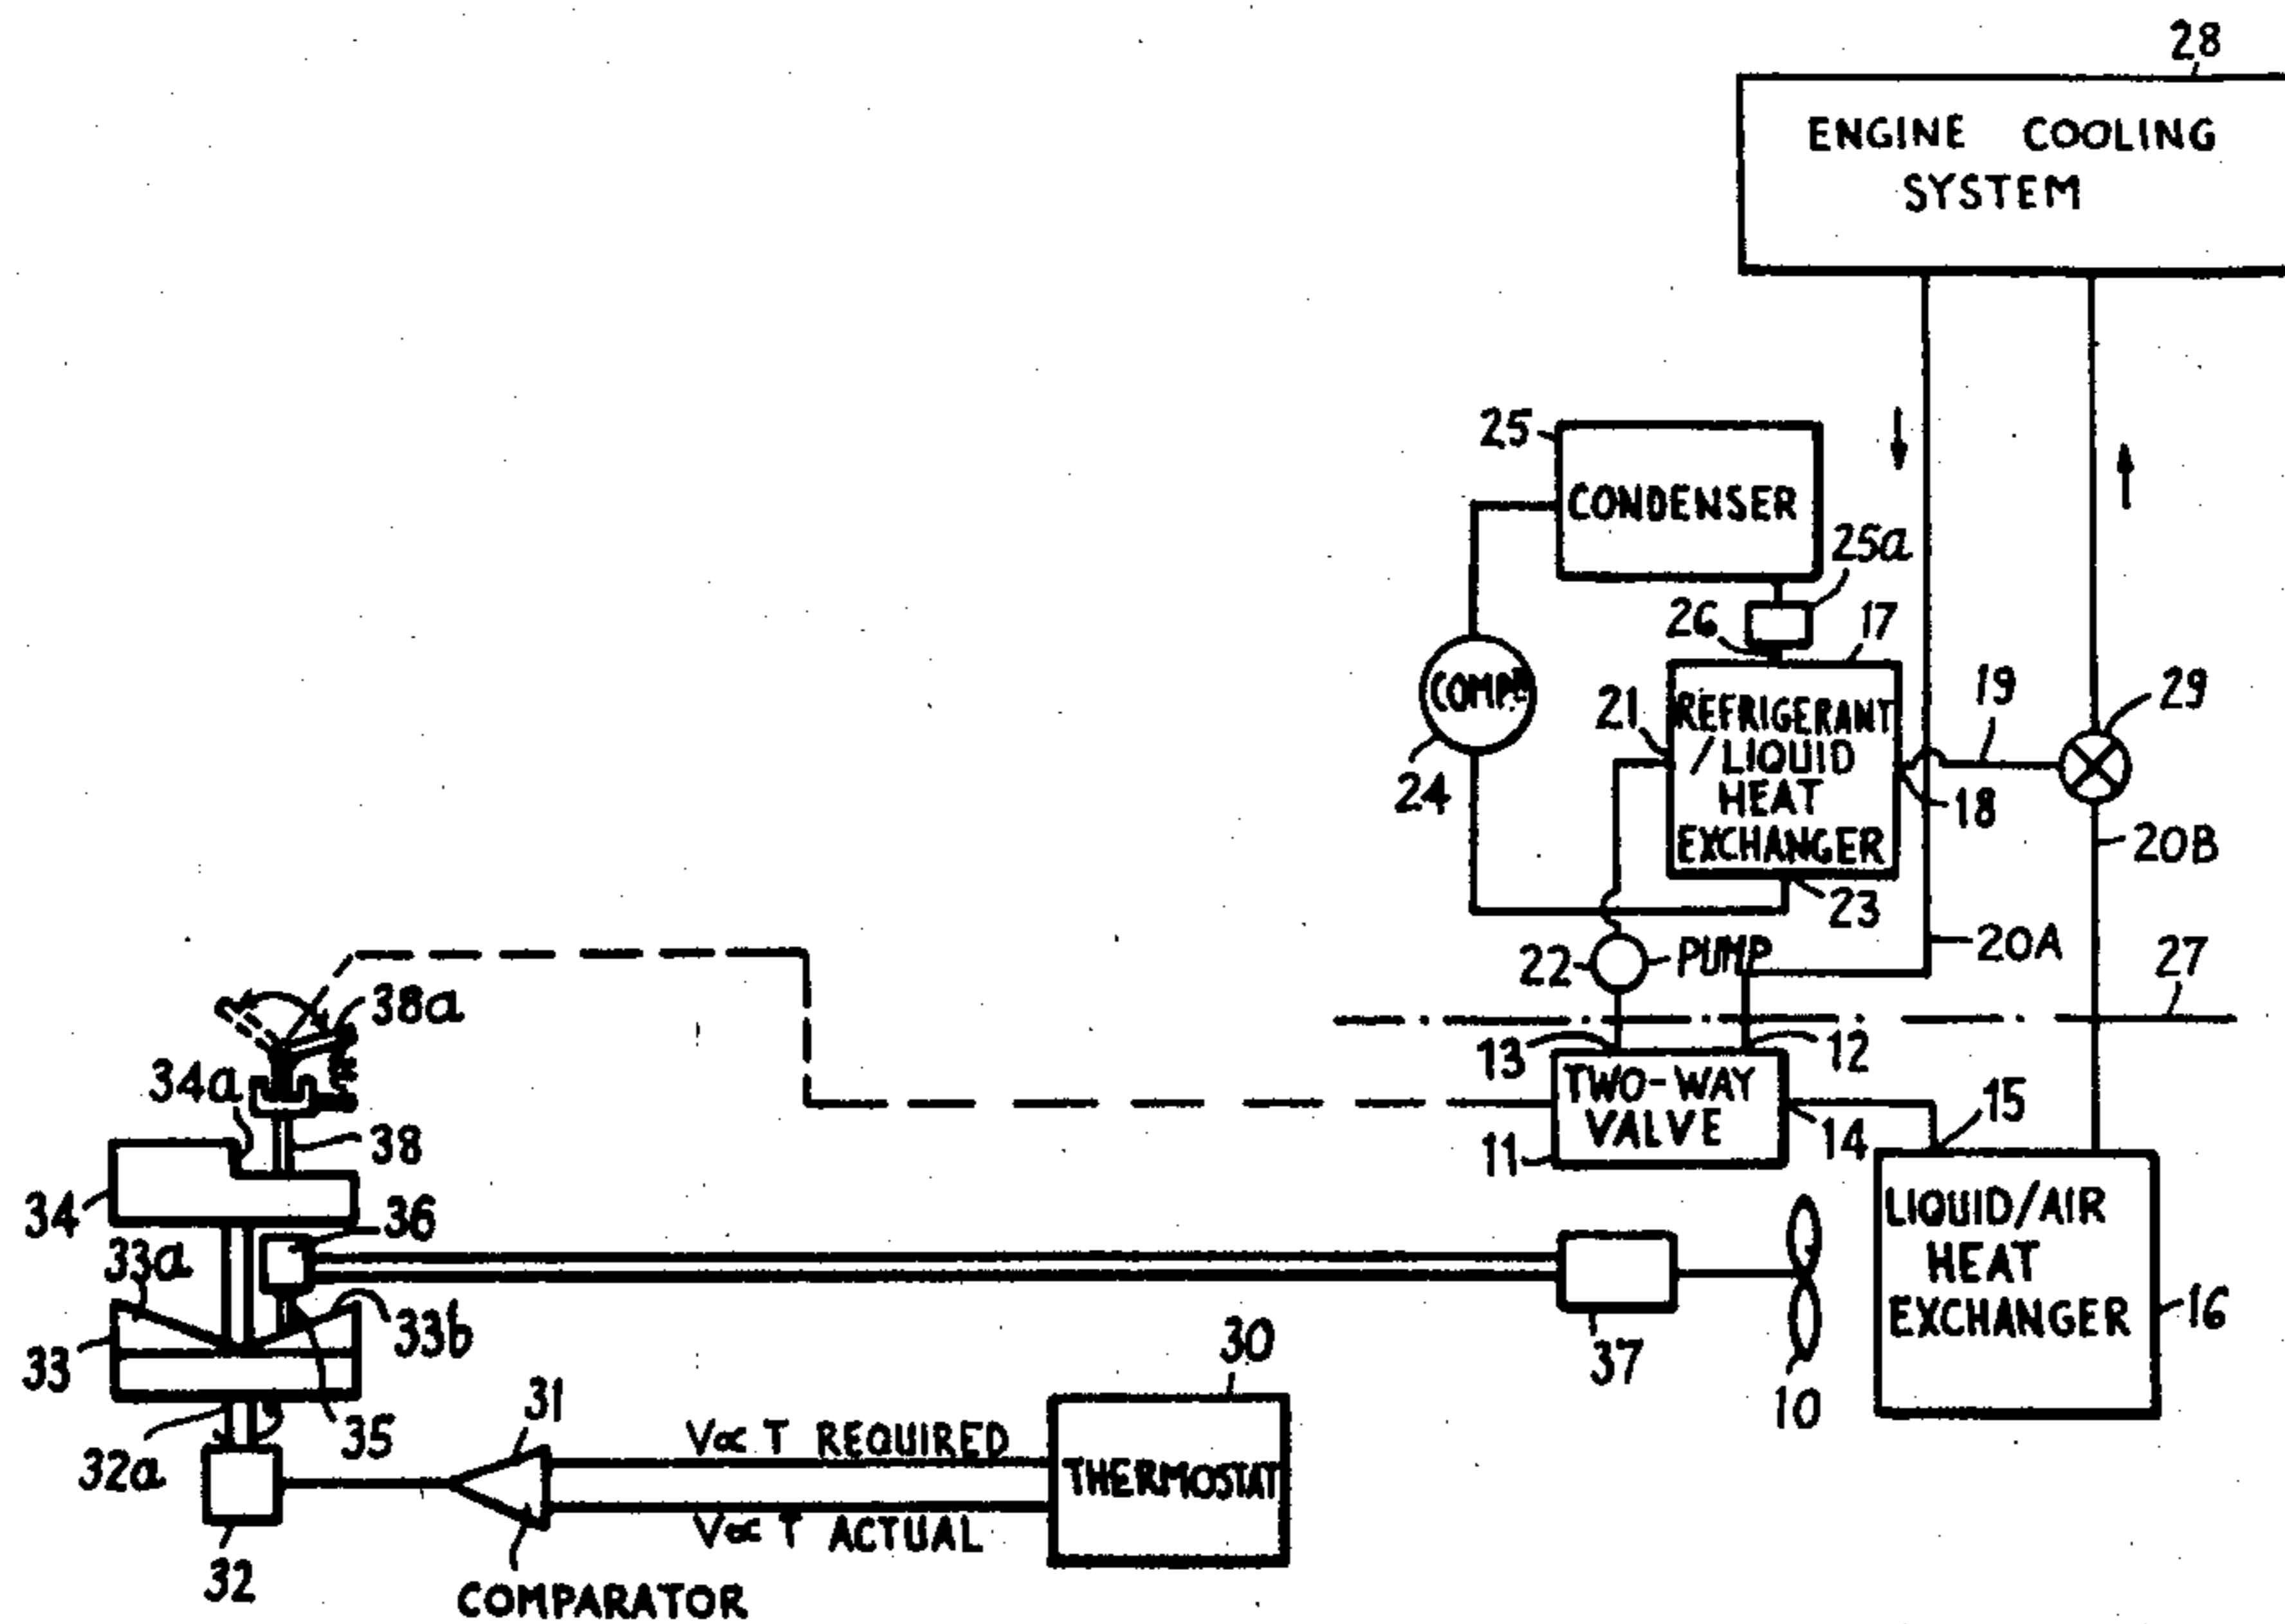 28
ENGINE COOLING
SYSTEM
25
CONDENSER
25a
26
17
COMPR
24
21
REFRIGERANT
/LIQUID
HEAT
EXCHANGER
19
29
18
20B
23
22
PUMP
20A
27
38a
34a
38
13
12
TWO-WAY
VALVE
11
14
15
34
36
33a
33b
33
LIQUID/AIR
HEAT
EXCHANGER
16
37
10
30
THERMOSTAT
31
V∝ T REQUIRED
V∝ T ACTUAL
35
32a
32
COMPARATOR